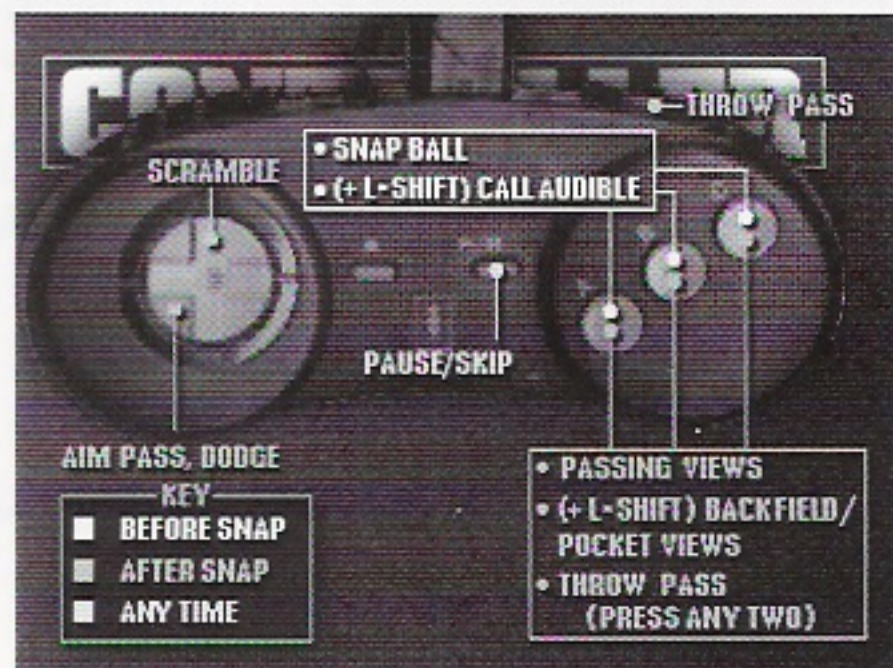 THROW PASS
SCRAMBLE
• SNAP BALL
• (+ L-SHIFT) CALL AUDIBLE
PAUSE/SKIP
AIM PASS, DODGE
KEY
BEFORE SNAP
AFTER SNAP
ANY TIME
• PASSING VIEWS
• (+ L-SHIFT) BACKFIELD/
POCKET VIEWS
• THROW PASS
(PRESS ANY TWO)